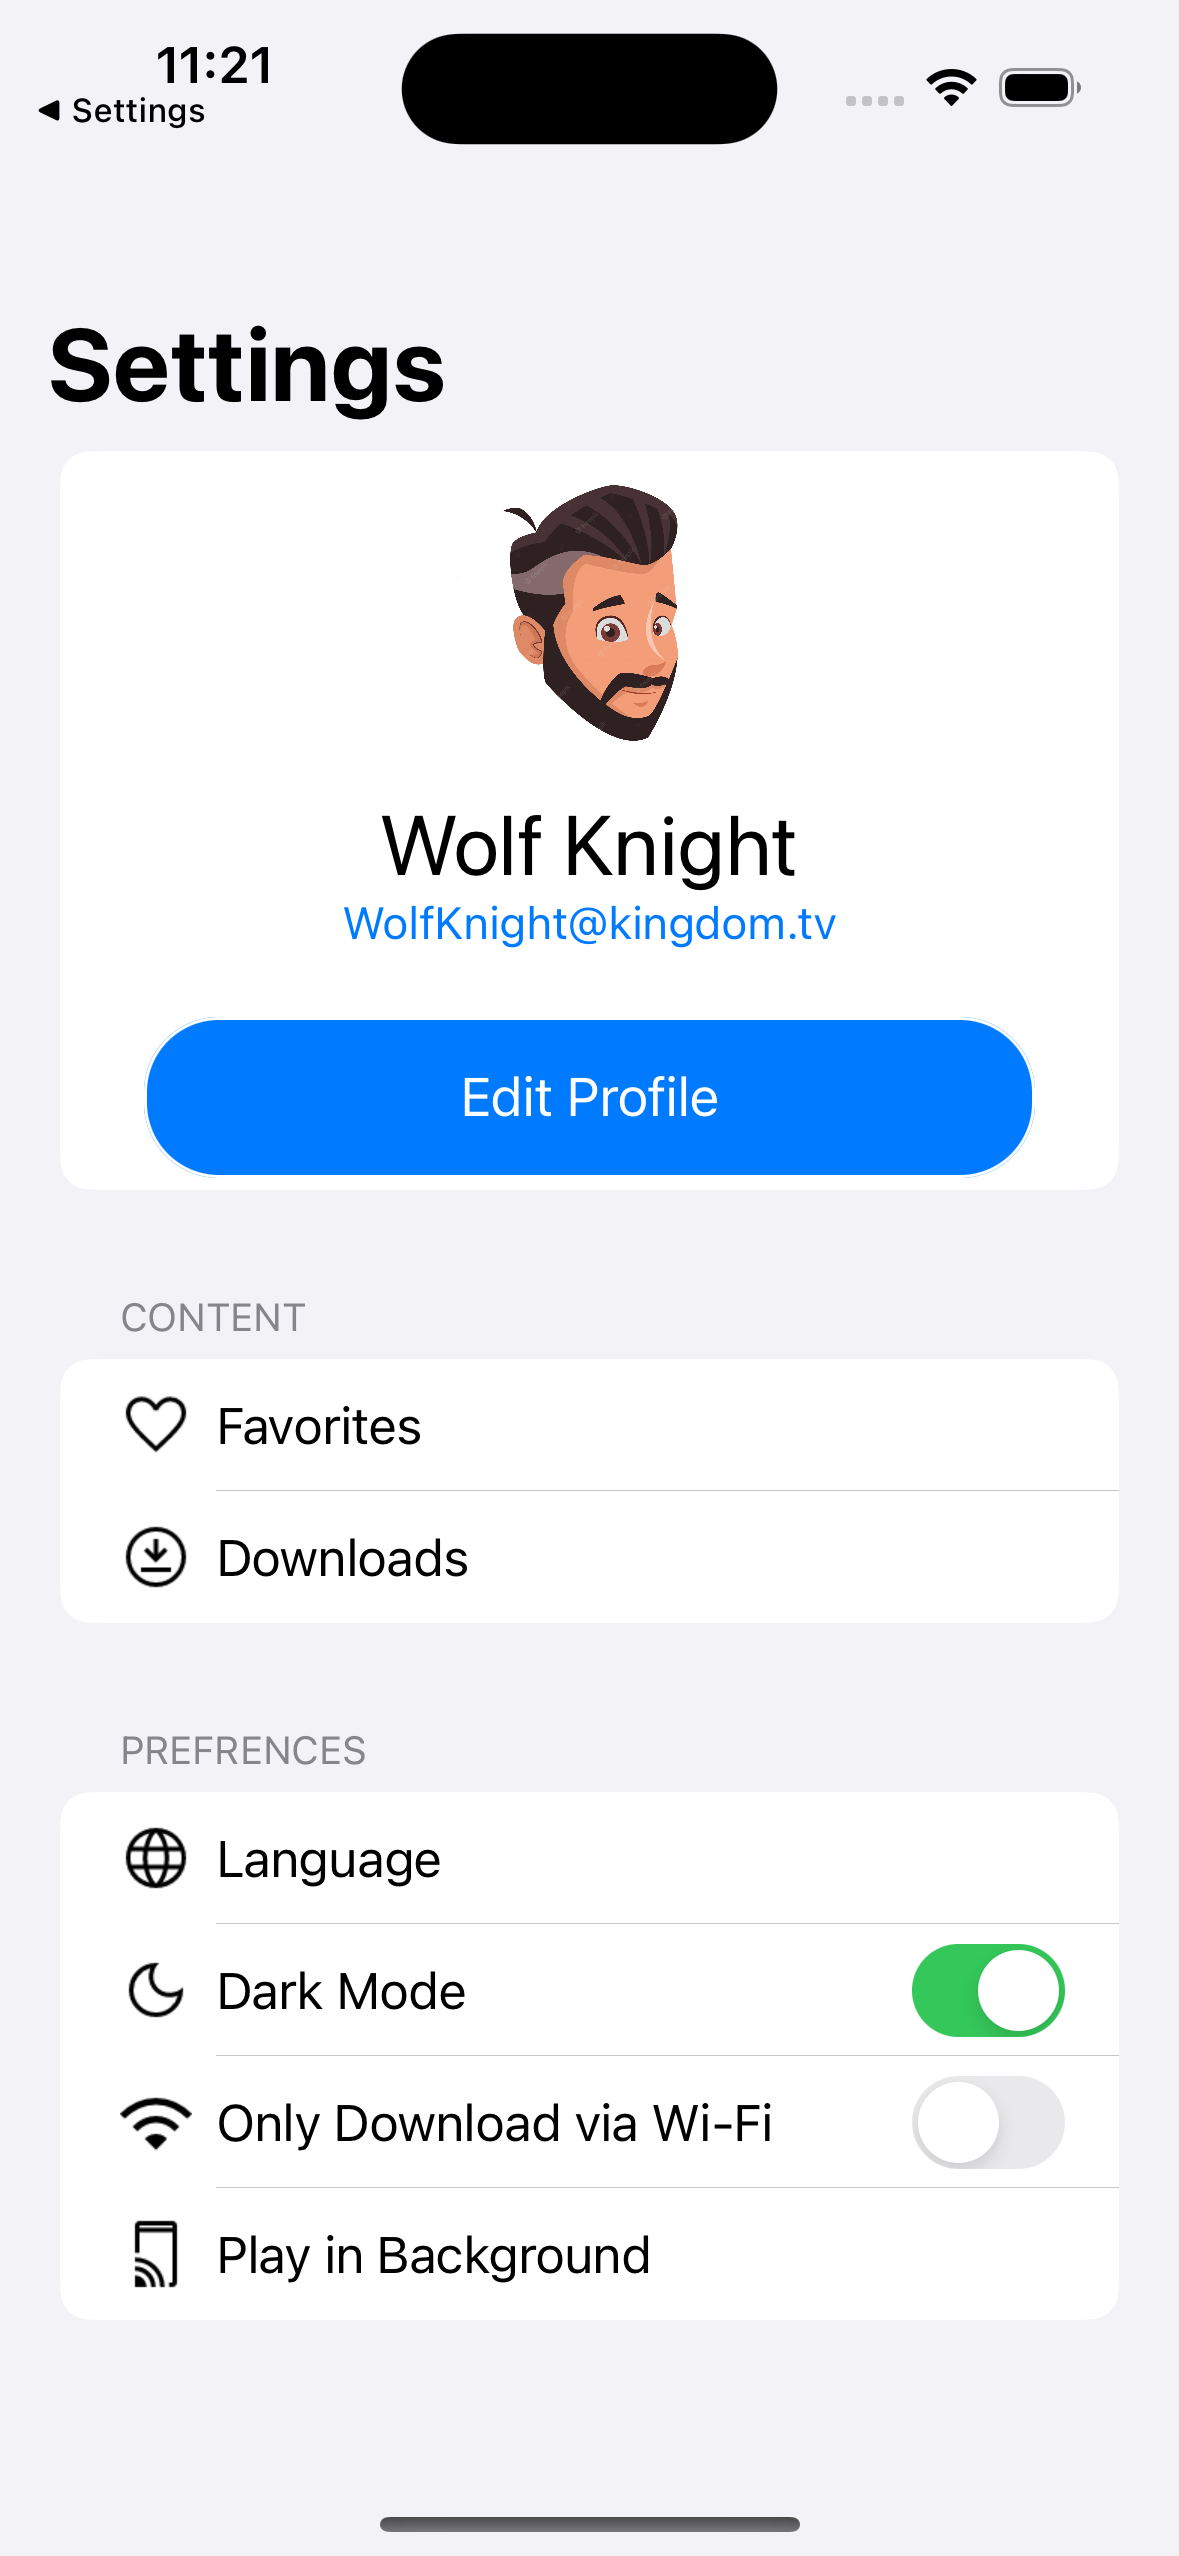 11:21
Settings
Settings
Wolf Knight
WolfKnight@kingdom.tv
Edit Profile
CONTENT
Favorites
Downloads
PREFRENCES
Language
Dark Mode
Only Download via Wi-Fi
Play in Background